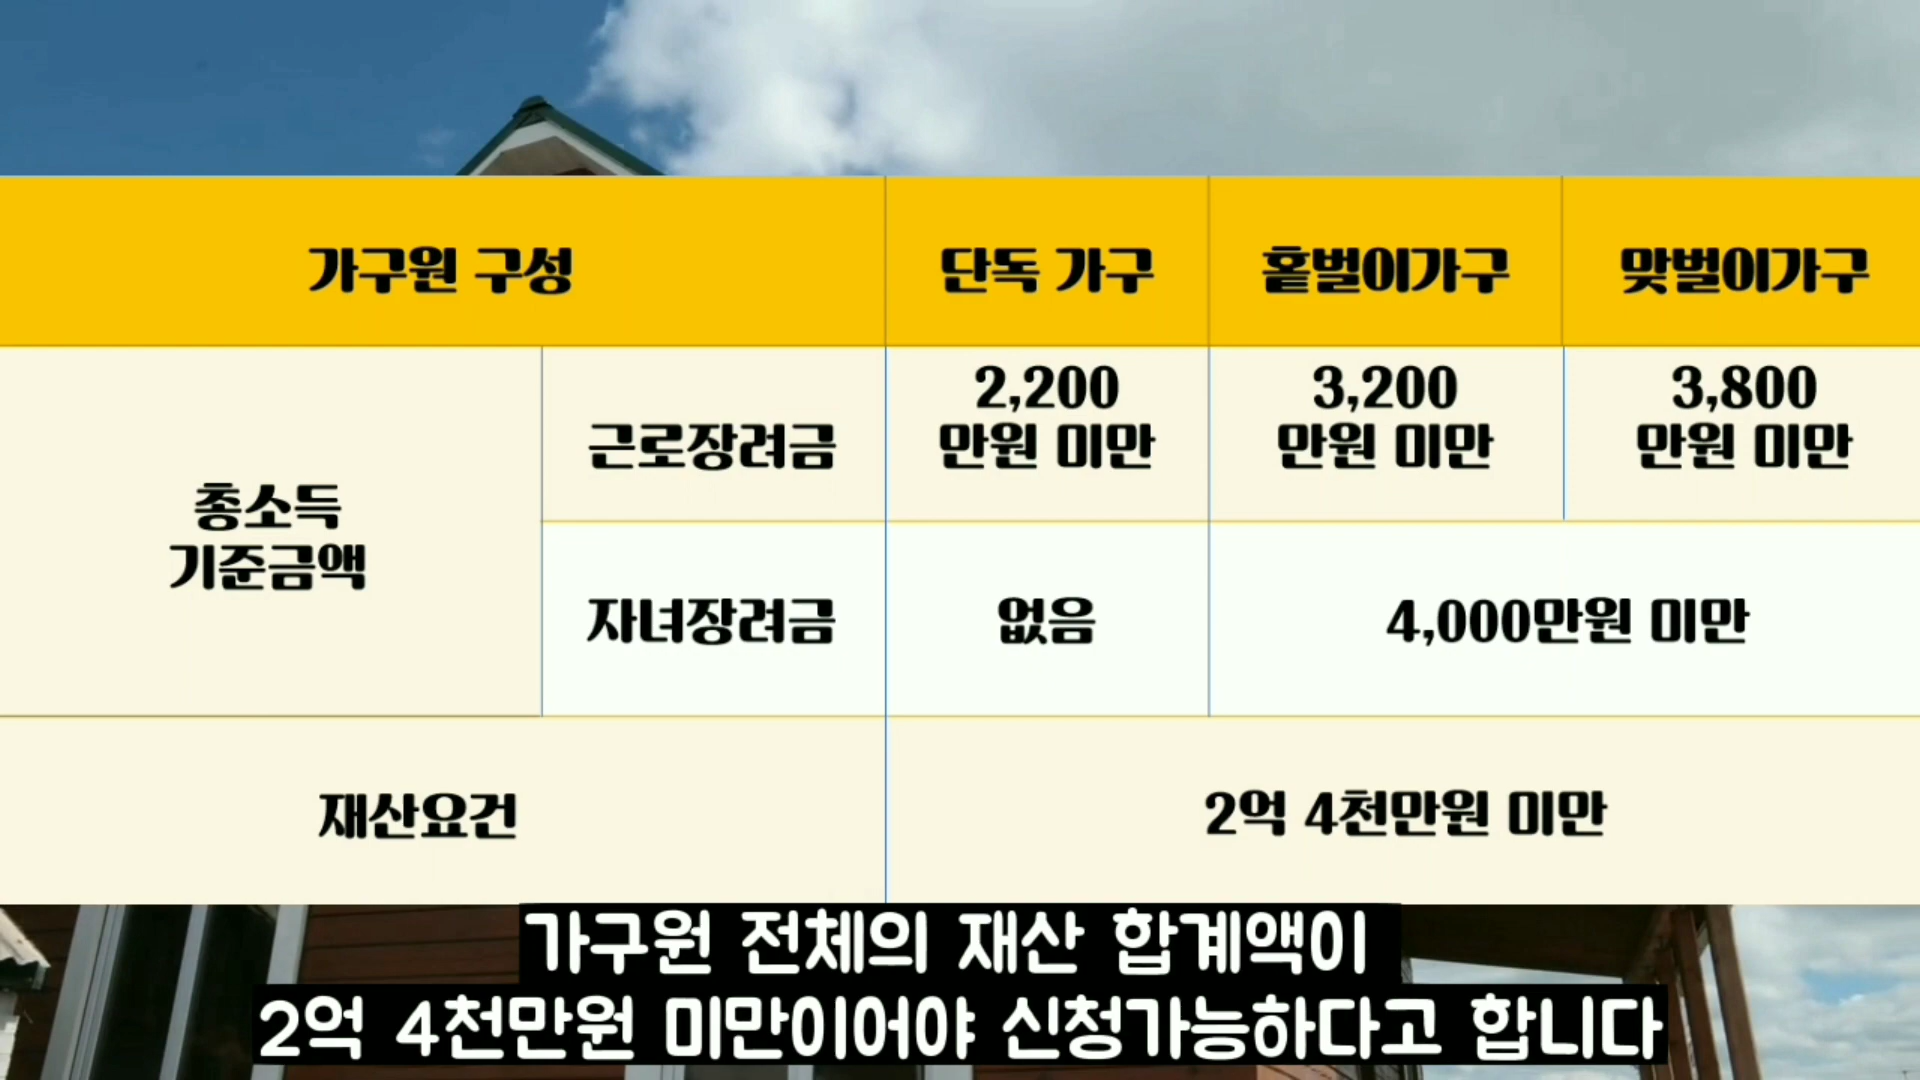 가구원 구성 단독 가구 홑벌이가구 맞벌이가구
총소득
기준금액
근로장려금
2,200
만원 미만
3,200
만원 미만
3,800
만원 미만
자녀장려금 없음 4,000만원 미만
재산요건 2억 4천만원 미만
가구원 전체의 재산 합계액이
2억 4천만원 미만이어야 신청가능하다고 합니다